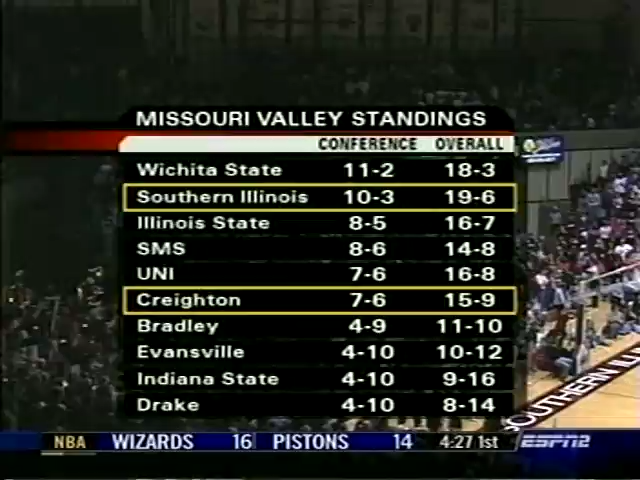 MISSOURI VALLEY STANDINGS
CONFERENCE OVERALL
Wichita State 11-2 18-3
Southern Illinois 10-3 19-6
Illinois State 8-5 16-7
SMS 8-6 14-8
UNI 7-6 16-8
Creighton 7-6 15-9
Bradley 4-9 11-10
Evansville 4-10 10-12
Indiana State 4-10 9-16
Drake 4-10 8-14
SOUTHERN ILLI
NBA WIZARDS 16 PISTONS 14 4:27 1st ESPN2